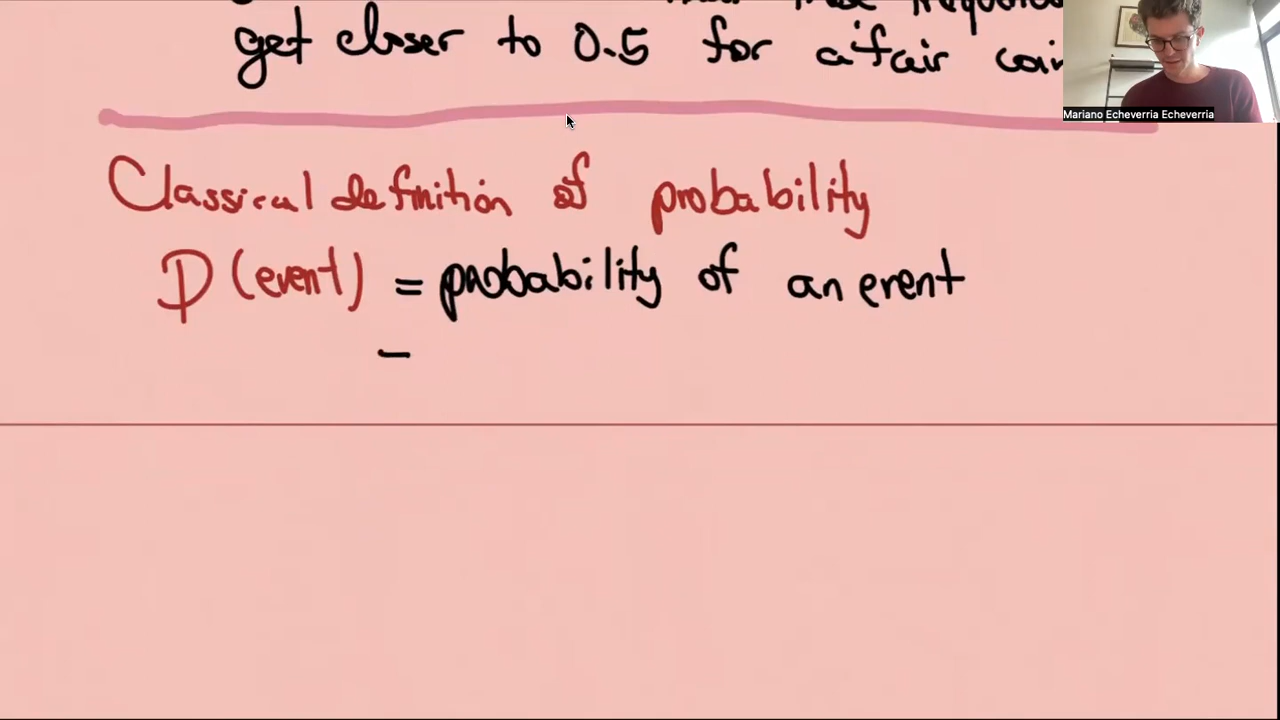 get closer to 0.5 for a fair coin
Mariano Echeverria Echeverria
Classical definition of probability
P(event) = probability of an event
=